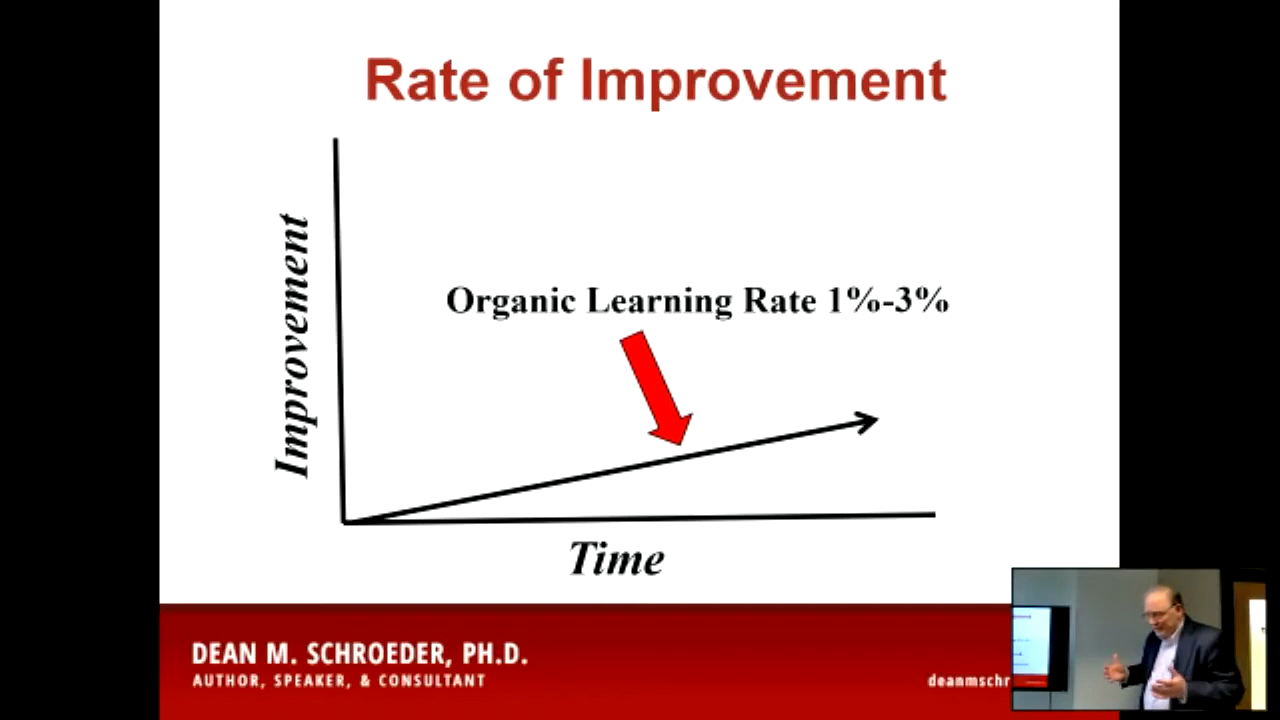 Rate of Improvement
Improvement
Organic Learning Rate 1%-3%
Time
DEAN M. SCHROEDER, PH.D.
AUTHOR, SPEAKER, & CONSULTANT
deanmschr